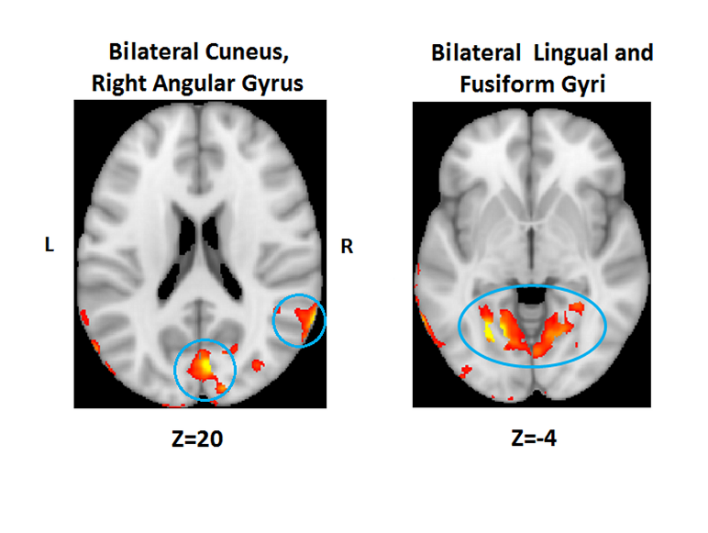 Bilateral Cuneus,
Right Angular Gyrus
Bilateral Lingual and
Fusiform Gyri
L
R
Z=20
Z=-4